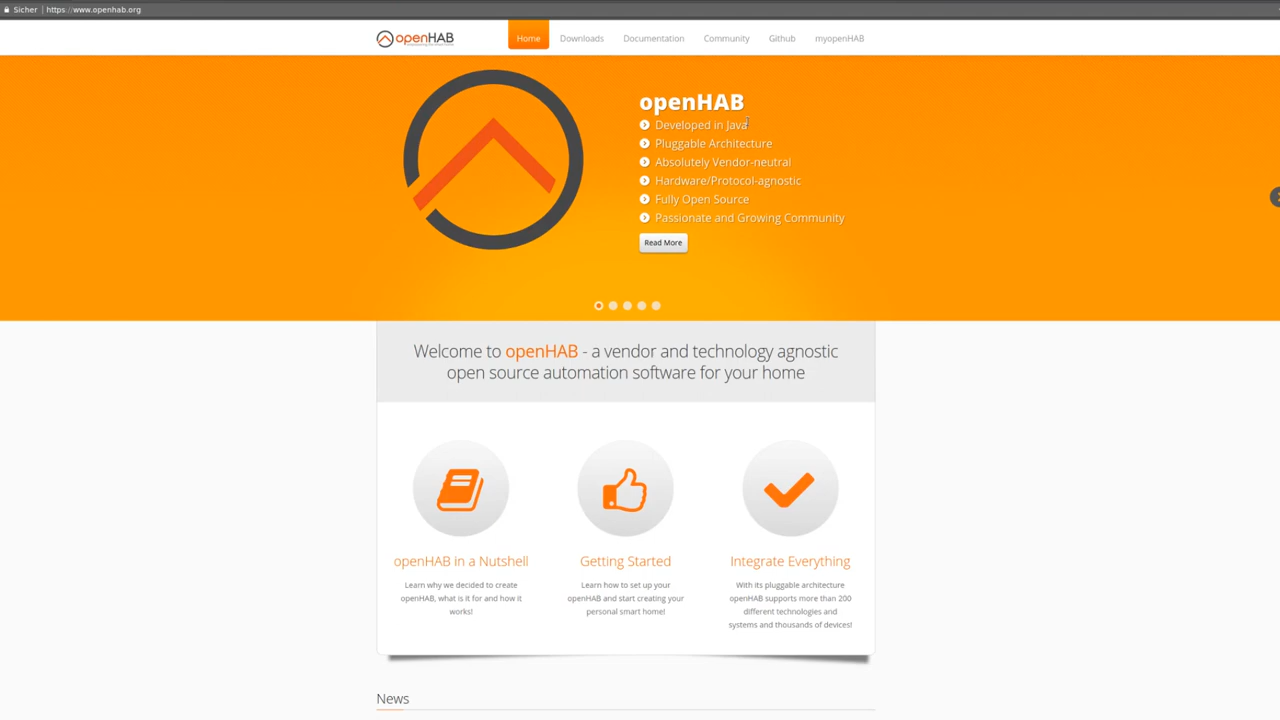 Sicher
https://www.openhab.org
openHAB
Home
Downloads
Documentation
Community
Github
myopenHAB
openHAB
Developed in Java
Pluggable Architecture
Absolutely Vendor-neutral
Hardware/Protocol-agnostic
Fully Open Source
Passionate and Growing Community
Read More
Welcome to openHAB - a vendor and technology agnostic
open source automation software for your home
openHAB in a Nutshell
Learn why we decided to create
openHAB, what is it for and how it
works!
Getting Started
Learn how to set up your
openHAB and start creating your
personal smart home!
Integrate Everything
With its pluggable architecture
openHAB supports more than 200
different technologies and
systems and thousands of devices!
News